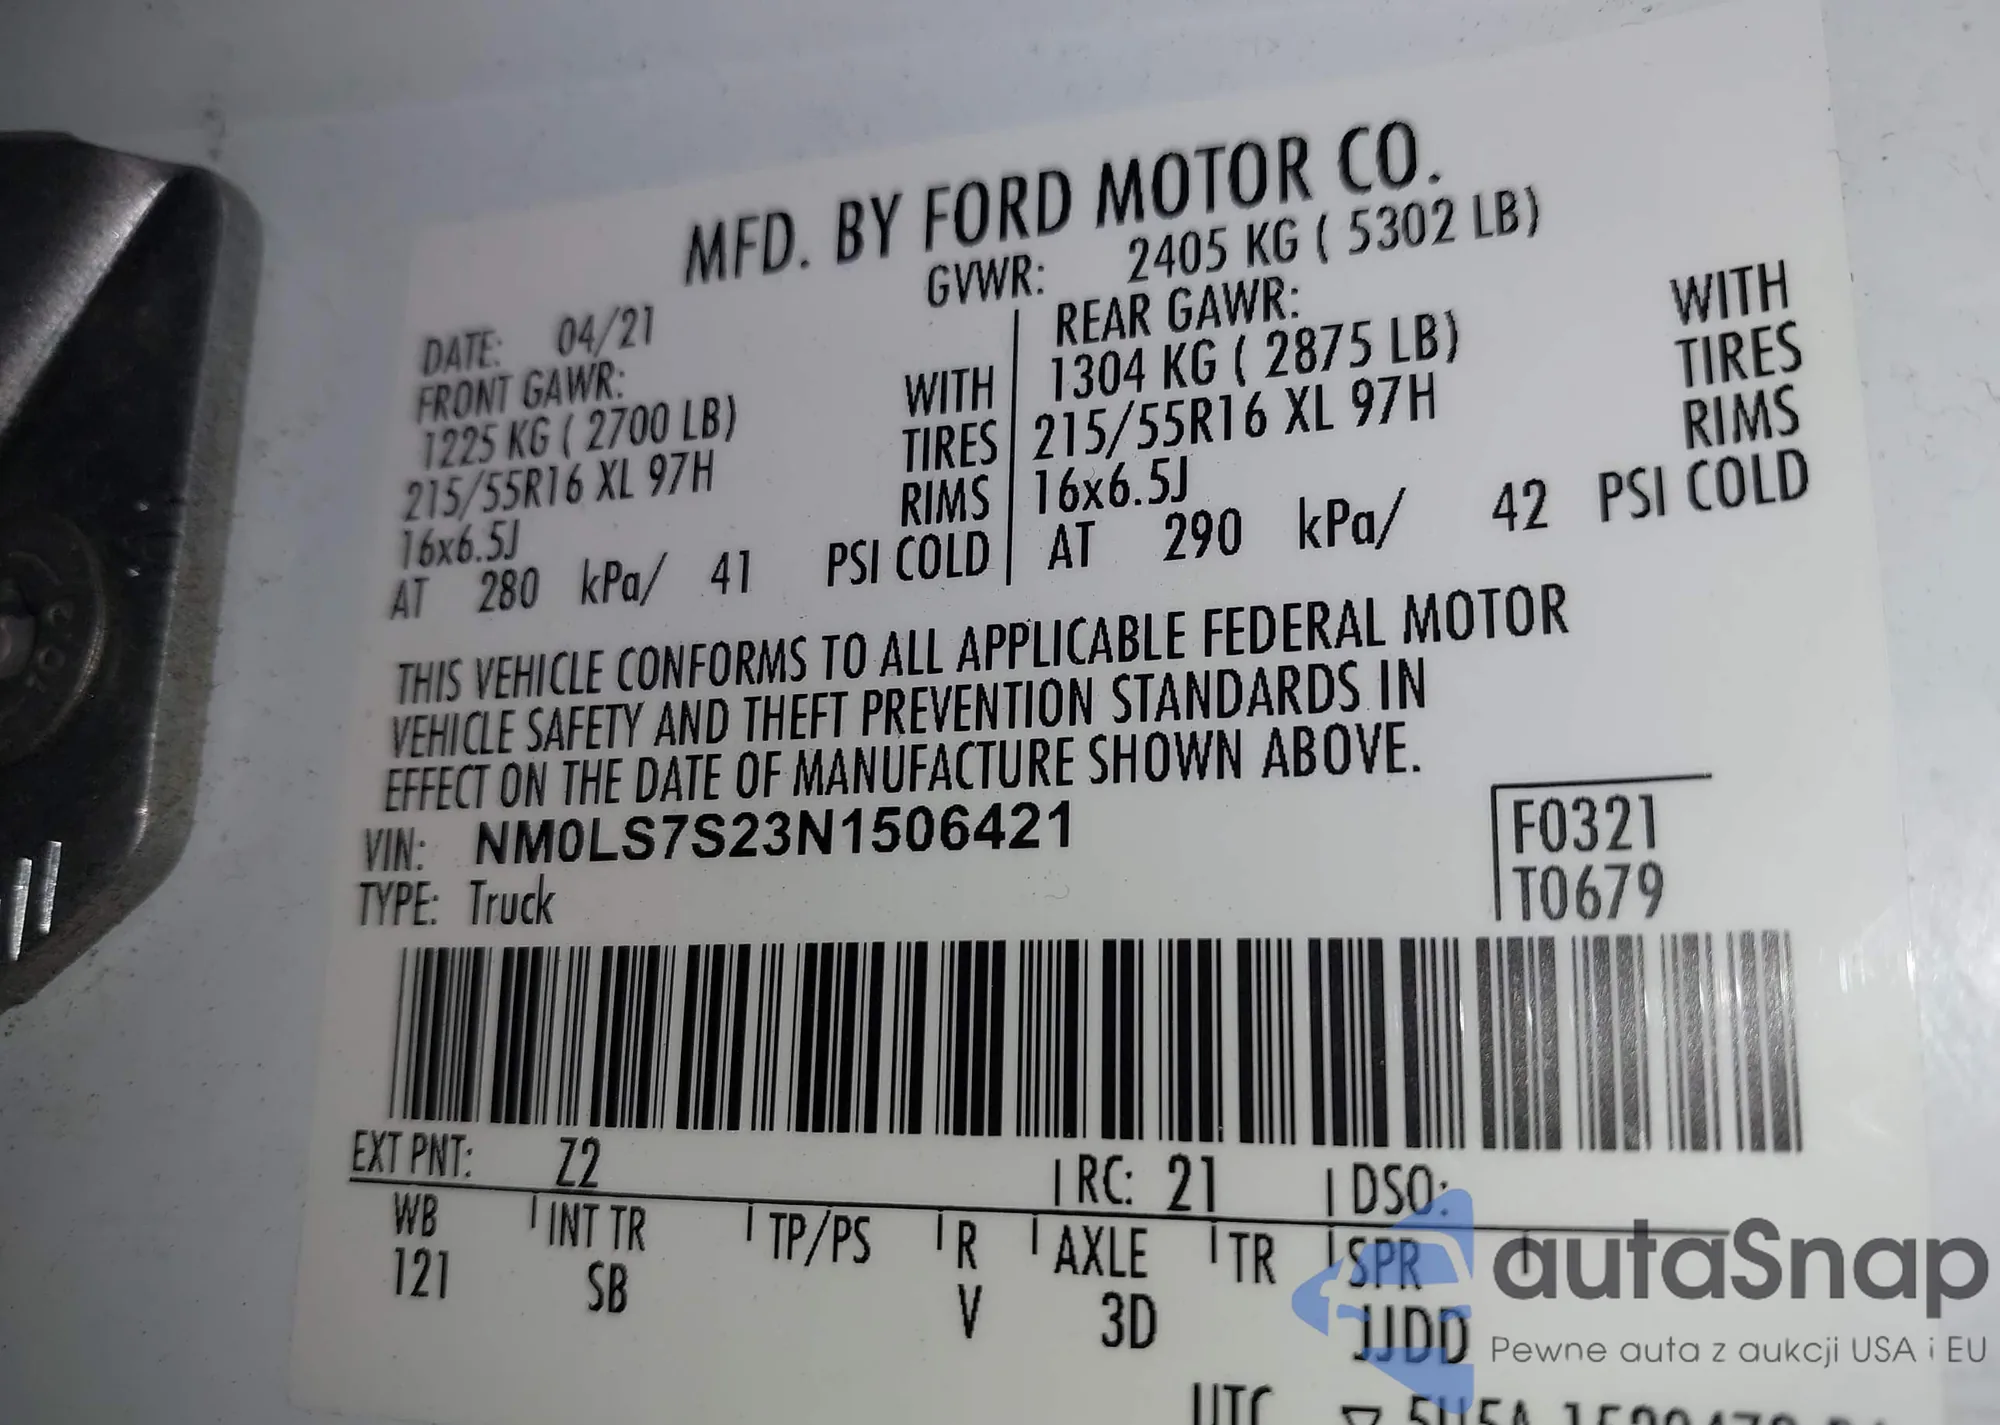 MFD. BY FORD MOTOR CO.
DATE: 04/21 GVWR: 2405 KG ( 5302 LB)
FRONT GAWR: REAR GAWR:
1225 KG ( 2700 LB) WITH 1304 KG ( 2875 LB) WITH
215/55R16 XL 97H TIRES 215/55R16 XL 97H TIRES
16x6.5J RIMS 16x6.5J RIMS
AT 280 kPa/ 41 PSI COLD AT 290 kPa/ 42 PSI COLD
THIS VEHICLE CONFORMS TO ALL APPLICABLE FEDERAL MOTOR
VEHICLE SAFETY AND THEFT PREVENTION STANDARDS IN
EFFECT ON THE DATE OF MANUFACTURE SHOWN ABOVE.
VIN: NM0LS7S23N1506421 F0321
TYPE: Truck T0679
EXT PNT: Z2 RC: 21 DSO:
WB INT TR TP/PS R AXLE TR SPR
121 SB V 3D JJDD
UTC
autaSnap
Pewne auta z aukcji USA i EU